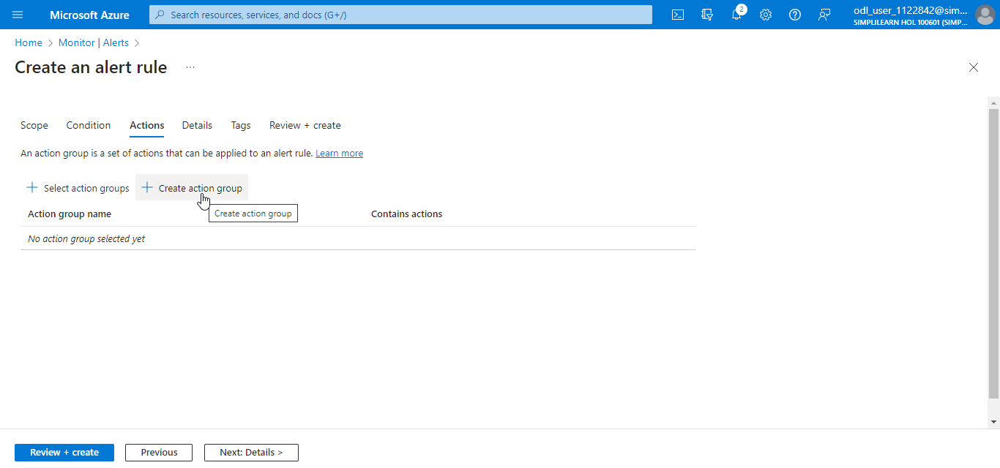 Microsoft Azure
Search resources, services, and docs (G+/)
2
odl_user_1122842@sim...
SIMPLILEARN HOL 100601 (SIMP...
Home > Monitor | Alerts >
Create an alert rule ...
Scope Condition Actions Details Tags Review + create
An action group is a set of actions that can be applied to an alert rule. Learn more
+ Select action groups + Create action group
Action group name Contains actions
Create action group
No action group selected yet
Review + create Previous Next: Details >